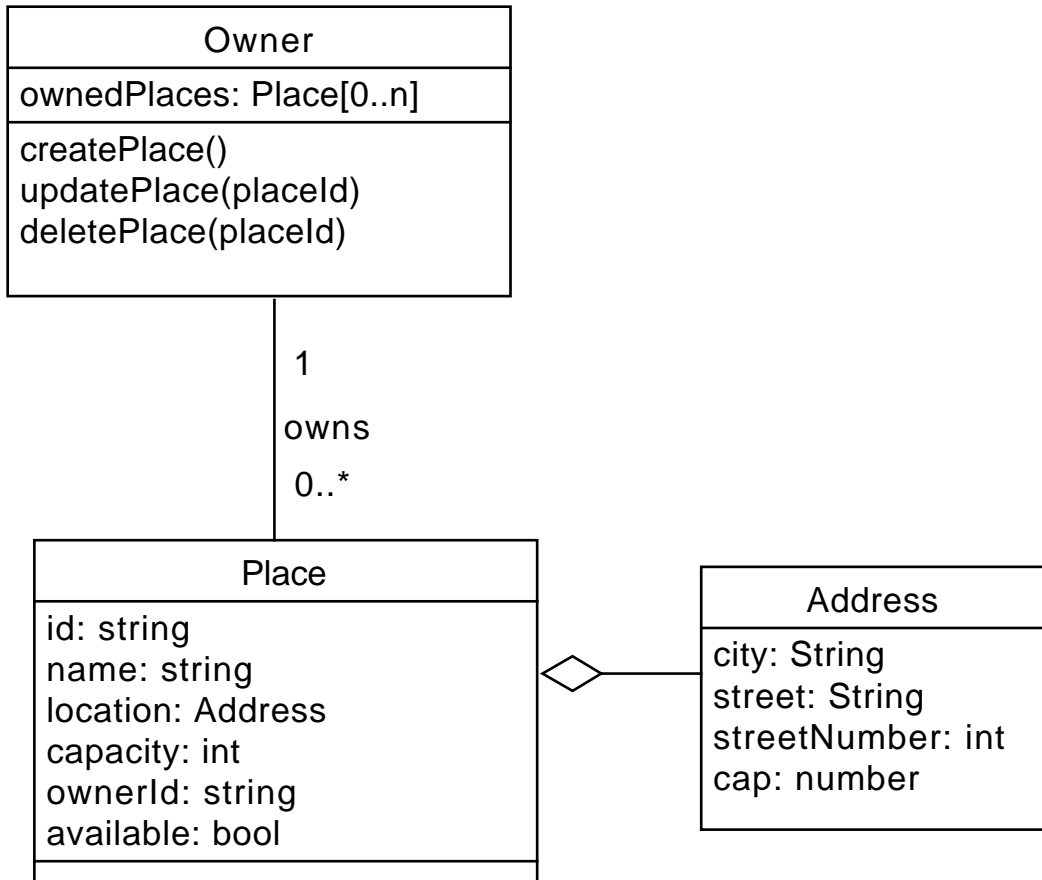 Owner
ownedPlaces: Place[0..n]
createPlace()
updatePlace(placeId)
deletePlace(placeId)
1
owns
0..*
Place
id: string
name: string
location: Address
capacity: int
ownerId: string
available: bool
Address
city: String
street: String
streetNumber: int
cap: number